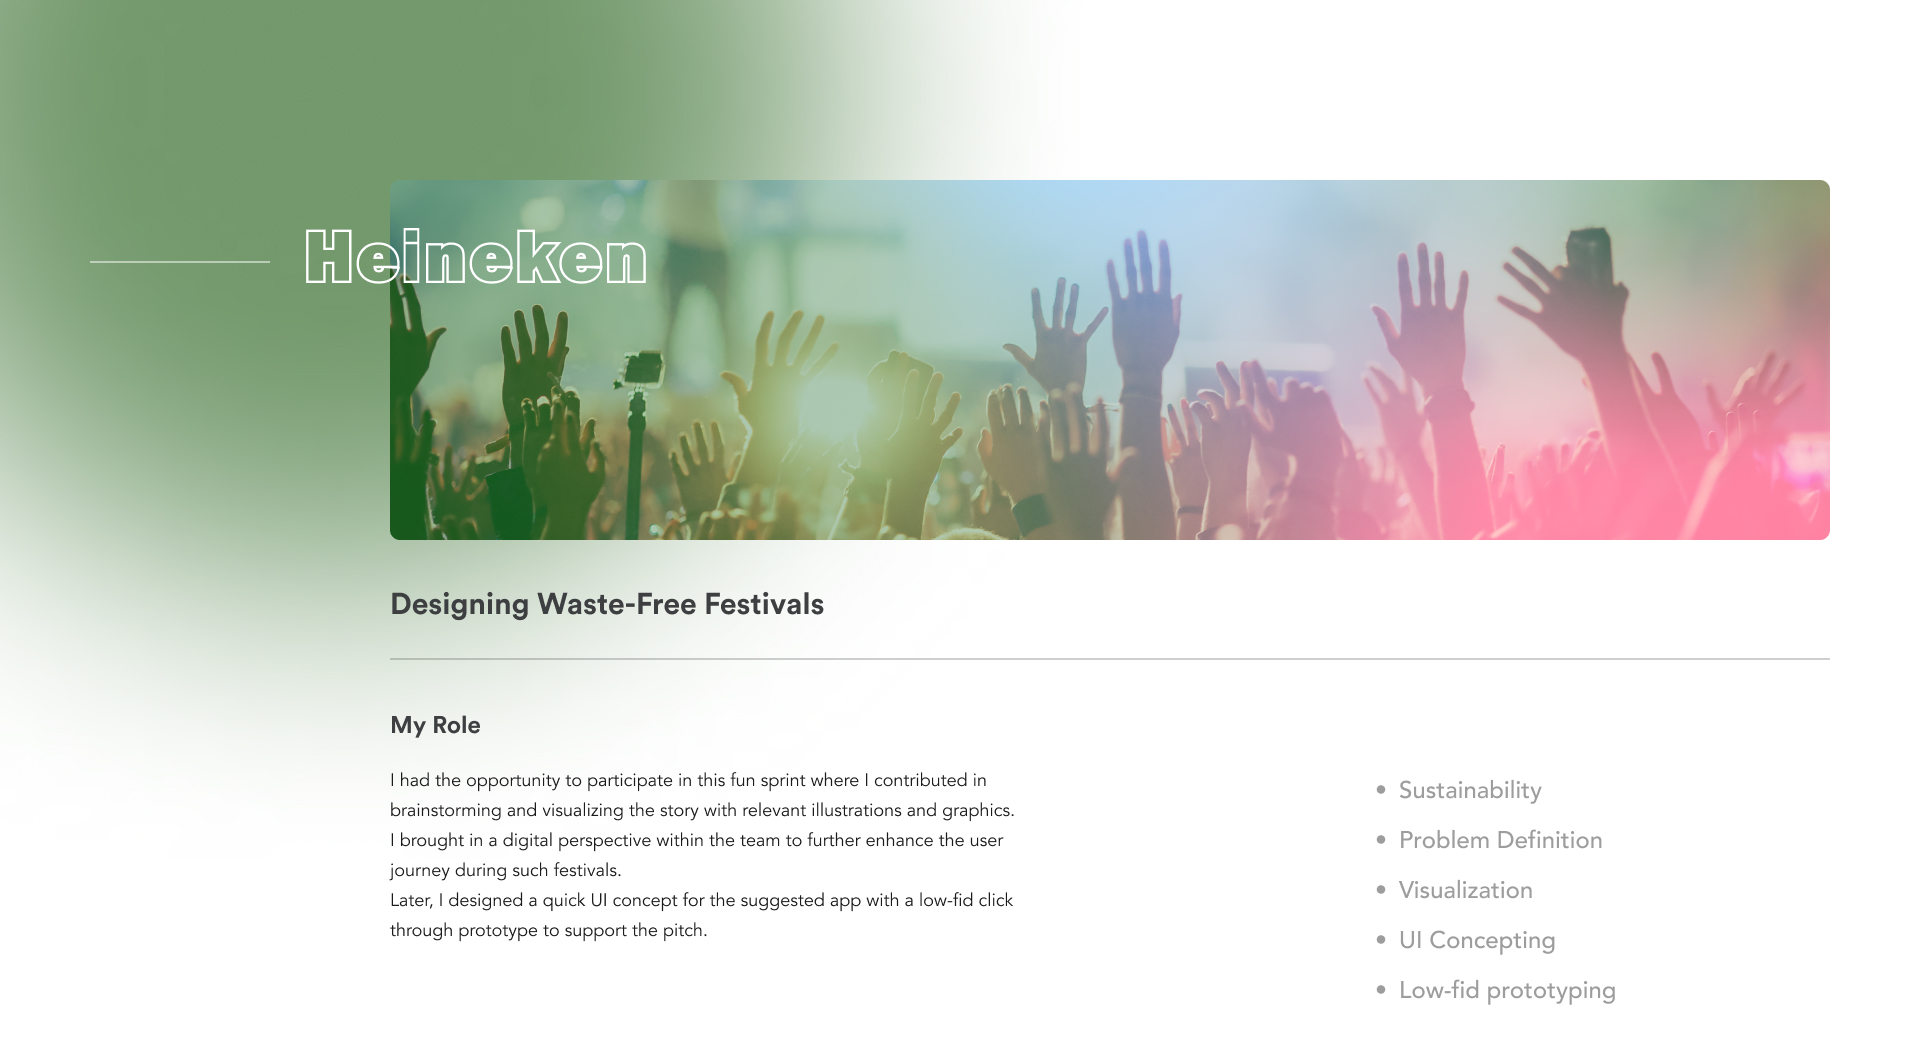 Heineken
Designing Waste-Free Festivals
My Role
I had the opportunity to participate in this fun sprint where I contributed in
brainstorming and visualizing the story with relevant illustrations and graphics.
I brought in a digital perspective within the team to further enhance the user
journey during such festivals.
Later, I designed a quick UI concept for the suggested app with a low-fid click
through prototype to support the pitch.
• Sustainability
• Problem Definition
• Visualization
• UI Concepting
• Low-fid prototyping